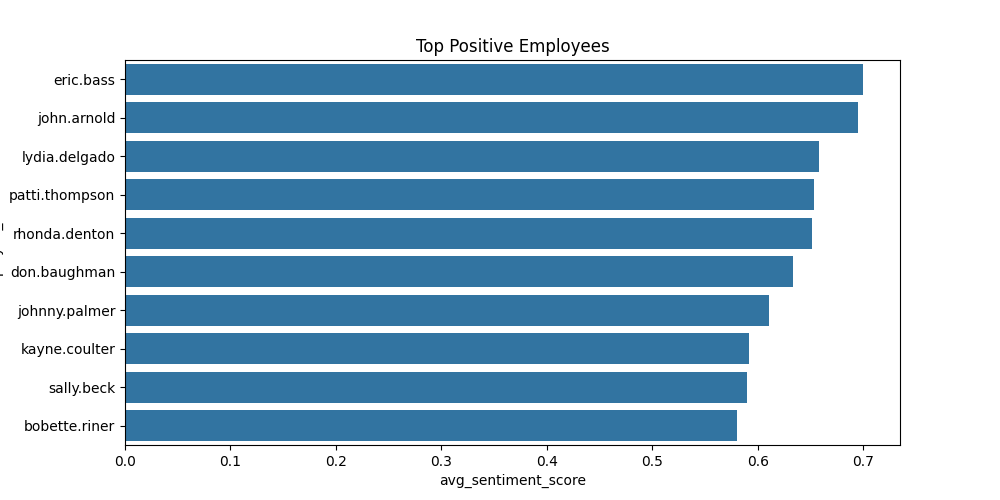 Top Positive Employees
eric.bass
john.arnold
lydia.delgado
patti.thompson
rhonda.denton
don.baughman
johnny.palmer
kayne.coulter
sally.beck
bobette.riner
0.0 0.1 0.2 0.3 0.4 0.5 0.6 0.7
avg_sentiment_score